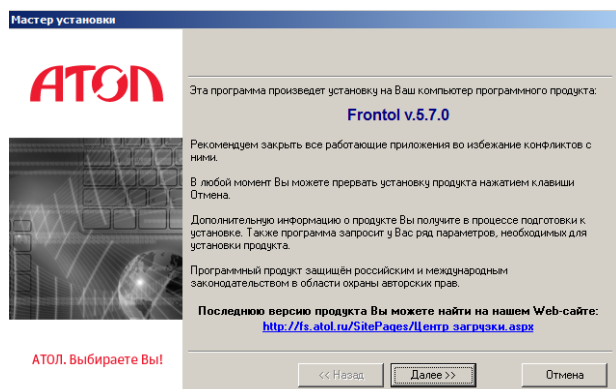 Мастер установки
АТОЛ
Эта программа произведет установку на Ваш компьютер программного продукта:
Frontol v.5.7.0
Рекомендуем закрыть все работающие приложения во избежание конфликтов с
ними.
В любой момент Вы можете прервать установку продукта нажатием клавиши
Отмена.
Дополнительную информацию о продукте Вы получите в процессе подготовки к
установке. Также программа запросит у Вас ряд параметров, необходимых для
установки продукта.
Программный продукт защищён российским и международным
законодательством в области охраны авторских прав.
Последнюю версию продукта Вы можете найти на нашем Web-сайте:
http://fs.atol.ru/SitePages/Центр загрузки.aspx
АТОЛ. Выбираете Вы!
<< Назад
Далее >>
Отмена